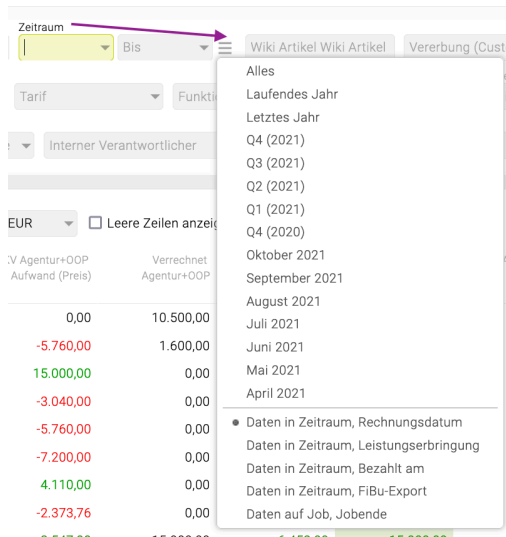 Zeitraum
Bis
Wiki Artikel Wiki Artikel
Vererbung (Cust
Tarif
Funkti
Interner Verantwortlicher
EUR
Leere Zeilen anzeig
KV Agentur+OOP
Aufwand (Preis)
Verrechnet
Agentur+OOP
0,00 10.500,00
-5.760,00 1.600,00
15.000,00 0,00
-3.040,00 0,00
-5.760,00 0,00
-7.200,00 0,00
4.110,00 0,00
-2.373,76 0,00
Alles
Laufendes Jahr
Letztes Jahr
Q4 (2021)
Q3 (2021)
Q2 (2021)
Q1 (2021)
Q4 (2020)
Oktober 2021
September 2021
August 2021
Juli 2021
Juni 2021
Mai 2021
April 2021
Daten in Zeitraum, Rechnungsdatum
Daten in Zeitraum, Leistungserbringung
Daten in Zeitraum, Bezahlt am
Daten in Zeitraum, FiBu-Export
Daten auf Job, Jobende